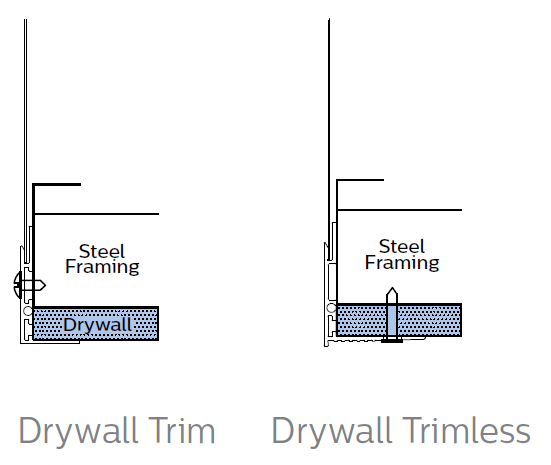 Steel
Framing
Drywall
Drywall Trim
Steel
Framing
Drywall Trimless